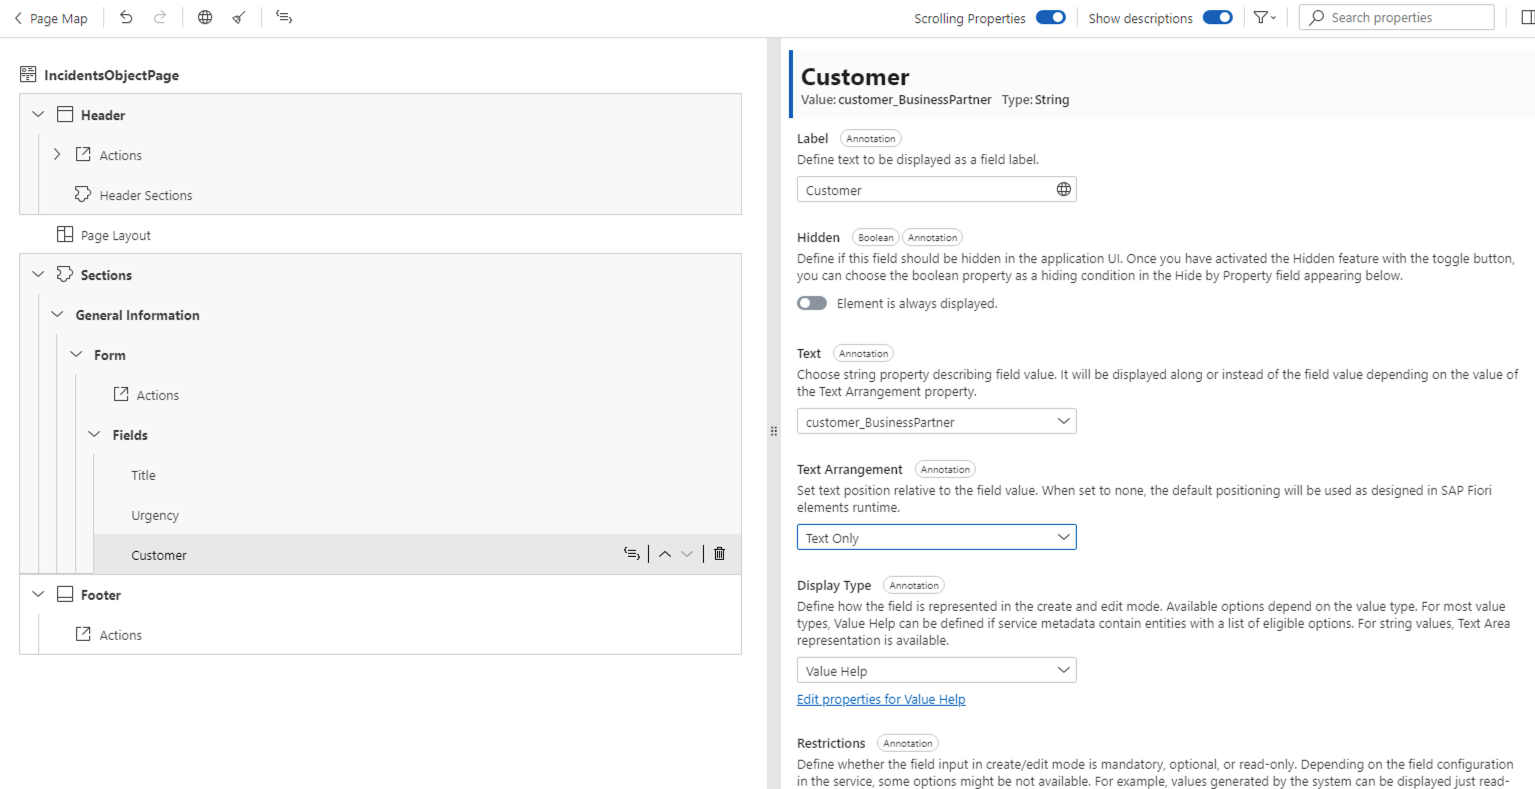 Page Map
Scrolling Properties
Show descriptions
Search properties
IncidentsObjectPage
Header
Actions
Header Sections
Page Layout
Sections
General Information
Form
Actions
Fields
Title
Urgency
Customer
Footer
Actions
Customer
Value: customer_BusinessPartner Type: String
Label Annotation
Define text to be displayed as a field label.
Customer
Hidden Boolean Annotation
Define if this field should be hidden in the application UI. Once you have activated the Hidden feature with the toggle button,
you can choose the boolean property as a hiding condition in the Hide by Property field appearing below.
Element is always displayed.
Text Annotation
Choose string property describing field value. It will be displayed along or instead of the field value depending on the value of
the Text Arrangement property.
customer_BusinessPartner
Text Arrangement Annotation
Set text position relative to the field value. When set to none, the default positioning will be used as designed in SAP Fiori
elements runtime.
Text Only
Display Type Annotation
Define how the field is represented in the create and edit mode. Available options depend on the value type. For most value
types, Value Help can be defined if service metadata contain entities with a list of eligible options. For string values, Text Area
representation is available.
Value Help
Edit properties for Value Help
Restrictions Annotation
Define whether the field input in create/edit mode is mandatory, optional, or read-only. Depending on the field configuration
in the service, some options might be not available. For example, values generated by the system can be displayed just read-